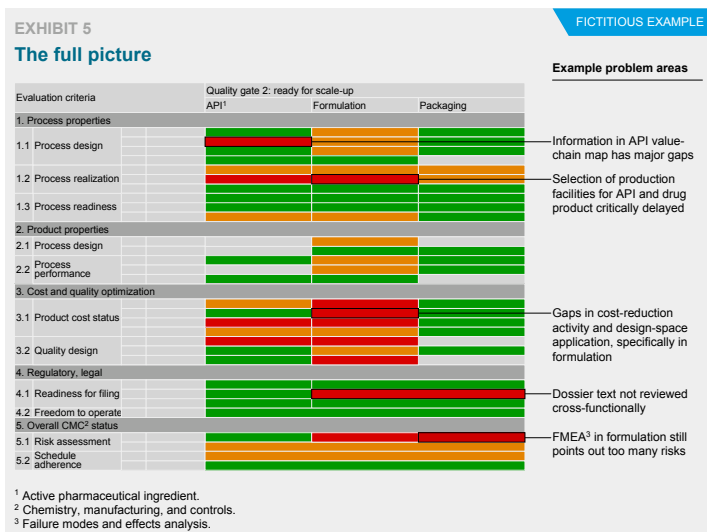 EXHIBIT 5
FICTITIOUS EXAMPLE
The full picture
Example problem areas
Evaluation criteria
Quality gate 2: ready for scale-up
API¹
Formulation
Packaging
1. Process properties
1.1 Process design
Information in API value-
chain map has major gaps
1.2 Process realization
Selection of production
facilities for API and drug
product critically delayed
1.3 Process readiness
2. Product properties
2.1 Process design
2.2 Process
performance
3. Cost and quality optimization
3.1 Product cost status
Gaps in cost-reduction
activity and design-space
application, specifically in
formulation
3.2 Quality design
4. Regulatory, legal
4.1 Readiness for filing
Dossier text not reviewed
cross-functionally
4.2 Freedom to operate
5. Overall CMC² status
5.1 Risk assessment
FMEA³ in formulation still
points out too many risks
5.2 Schedule
adherence
¹ Active pharmaceutical ingredient.
² Chemistry, manufacturing, and controls.
³ Failure modes and effects analysis.